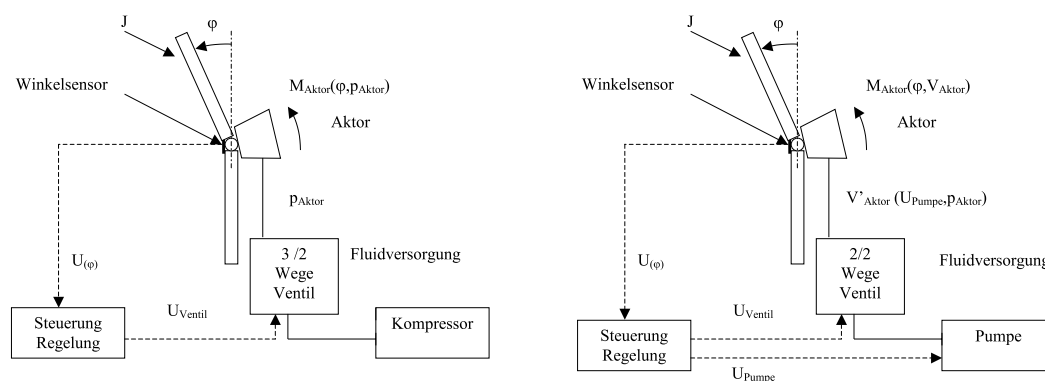 J
φ
Winkelsensor
M_Aktor(φ,p_Aktor)
Aktor
p_Aktor
3 /2
Wege
Ventil
Fluidversorgung
U_(φ)
U_Ventil
Steuerung
Regelung
Kompressor
J
φ
Winkelsensor
M_Aktor(φ,V_Aktor)
Aktor
V’_Aktor (U_Pumpe,p_Aktor)
2/2
Wege
Ventil
Fluidversorgung
U_(φ)
U_Ventil
Steuerung
Regelung
Pumpe
U_Pumpe